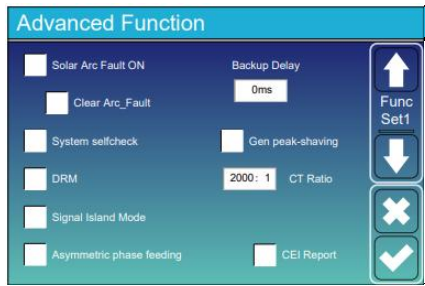 Advanced Function
Solar Arc Fault ON
Backup Delay
0ms
Clear Arc_Fault
Func
Set1
System selfcheck
Gen peak-shaving
DRM
2000: 1
CT Ratio
Signal Island Mode
Asymmetric phase feeding
CEI Report